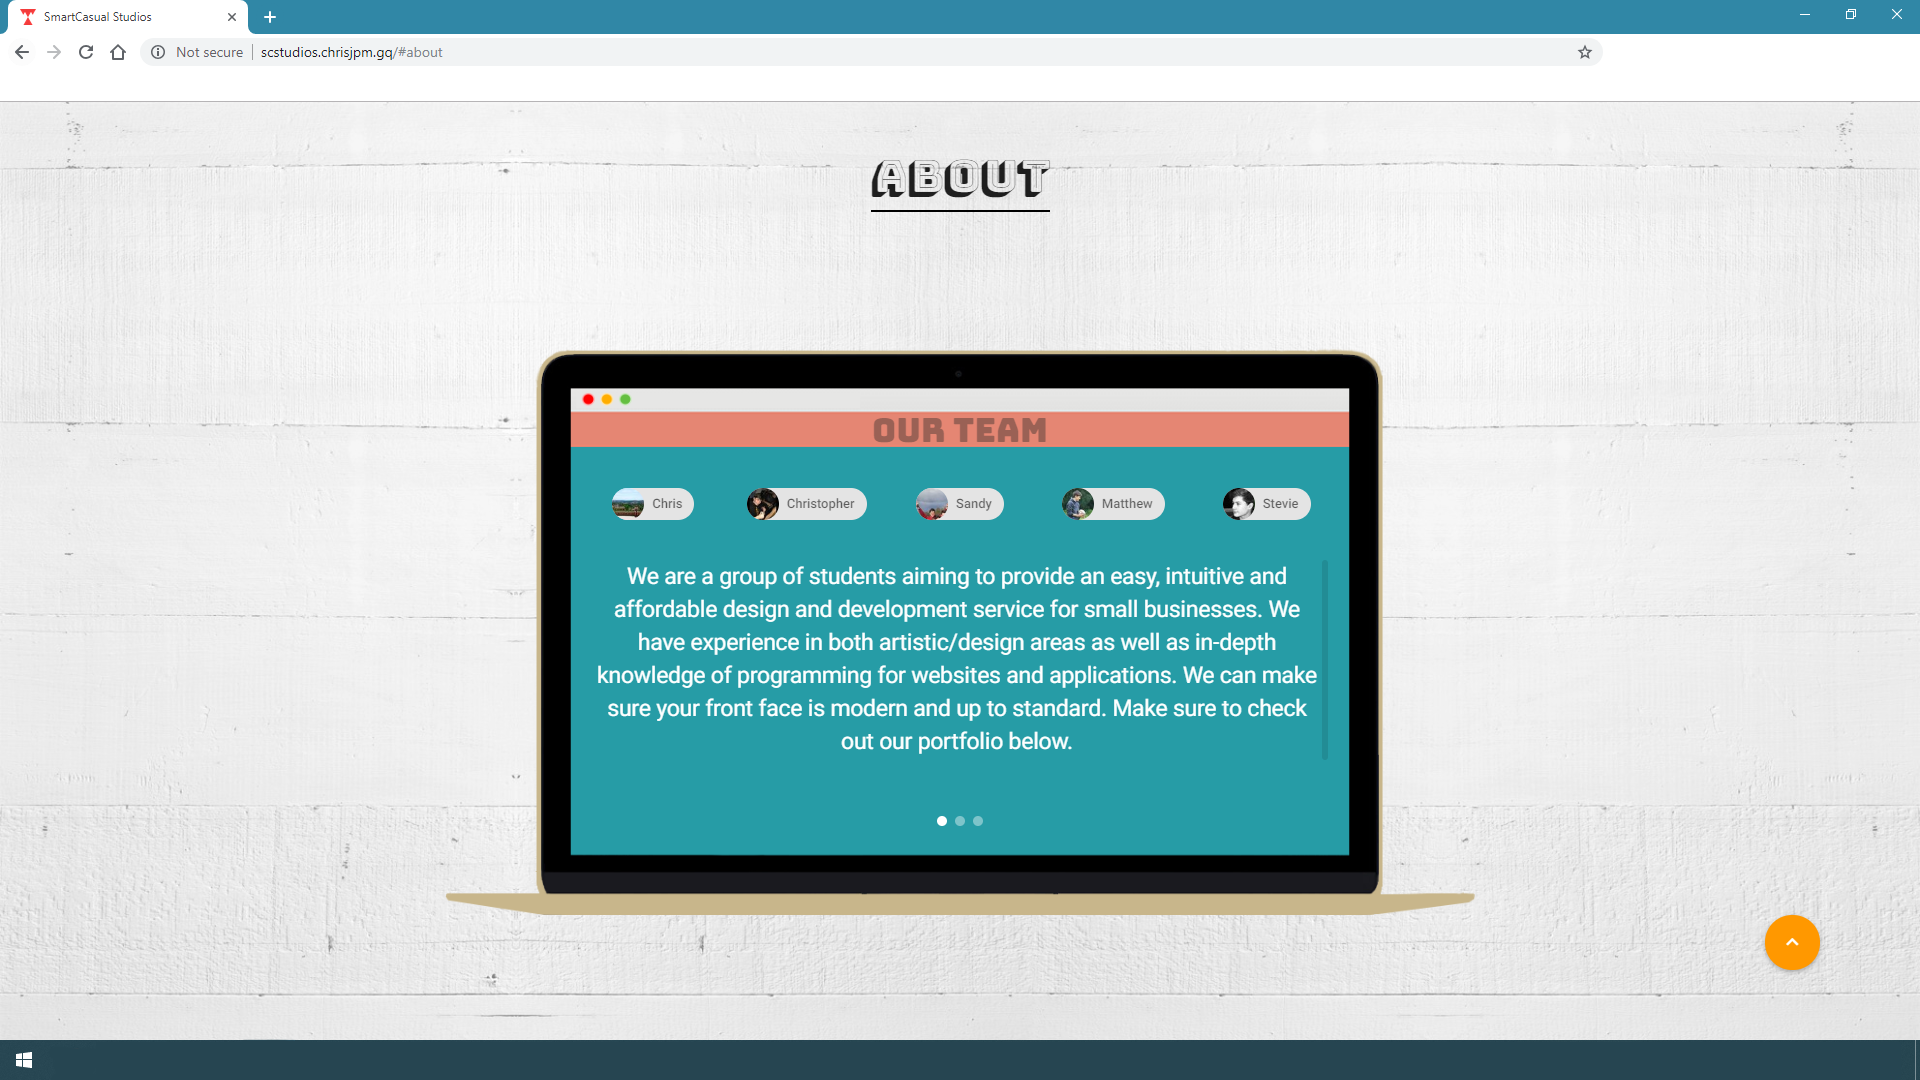 SmartCasual Studios
Not secure
scstudios.chrisjpm.gq/#about
ABOUT
OUR TEAM
Chris
Christopher
Sandy
Matthew
Stevie
We are a group of students aiming to provide an easy, intuitive and
affordable design and development service for small businesses. We
have experience in both artistic/design areas as well as in-depth
knowledge of programming for websites and applications. We can make
sure your front face is modern and up to standard. Make sure to check
out our portfolio below.